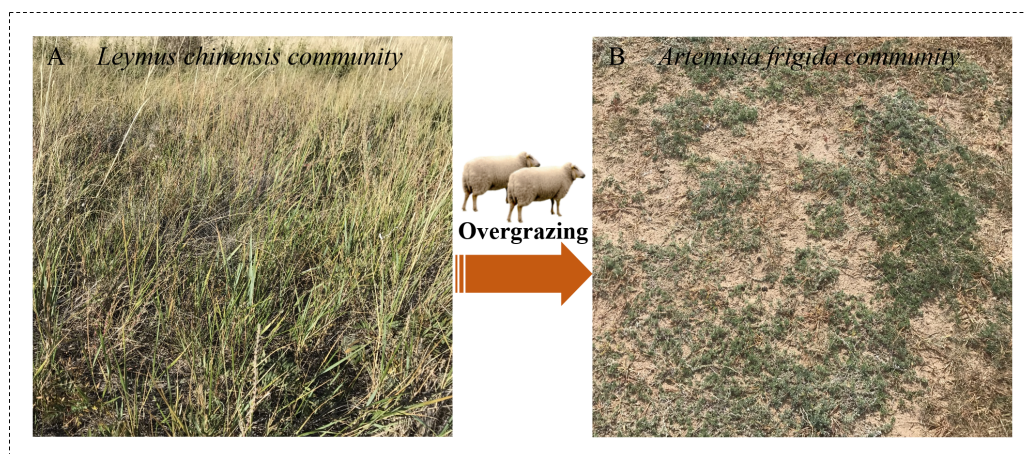 A Leymus chinensis community
B Artemisia frigida community
Overgrazing